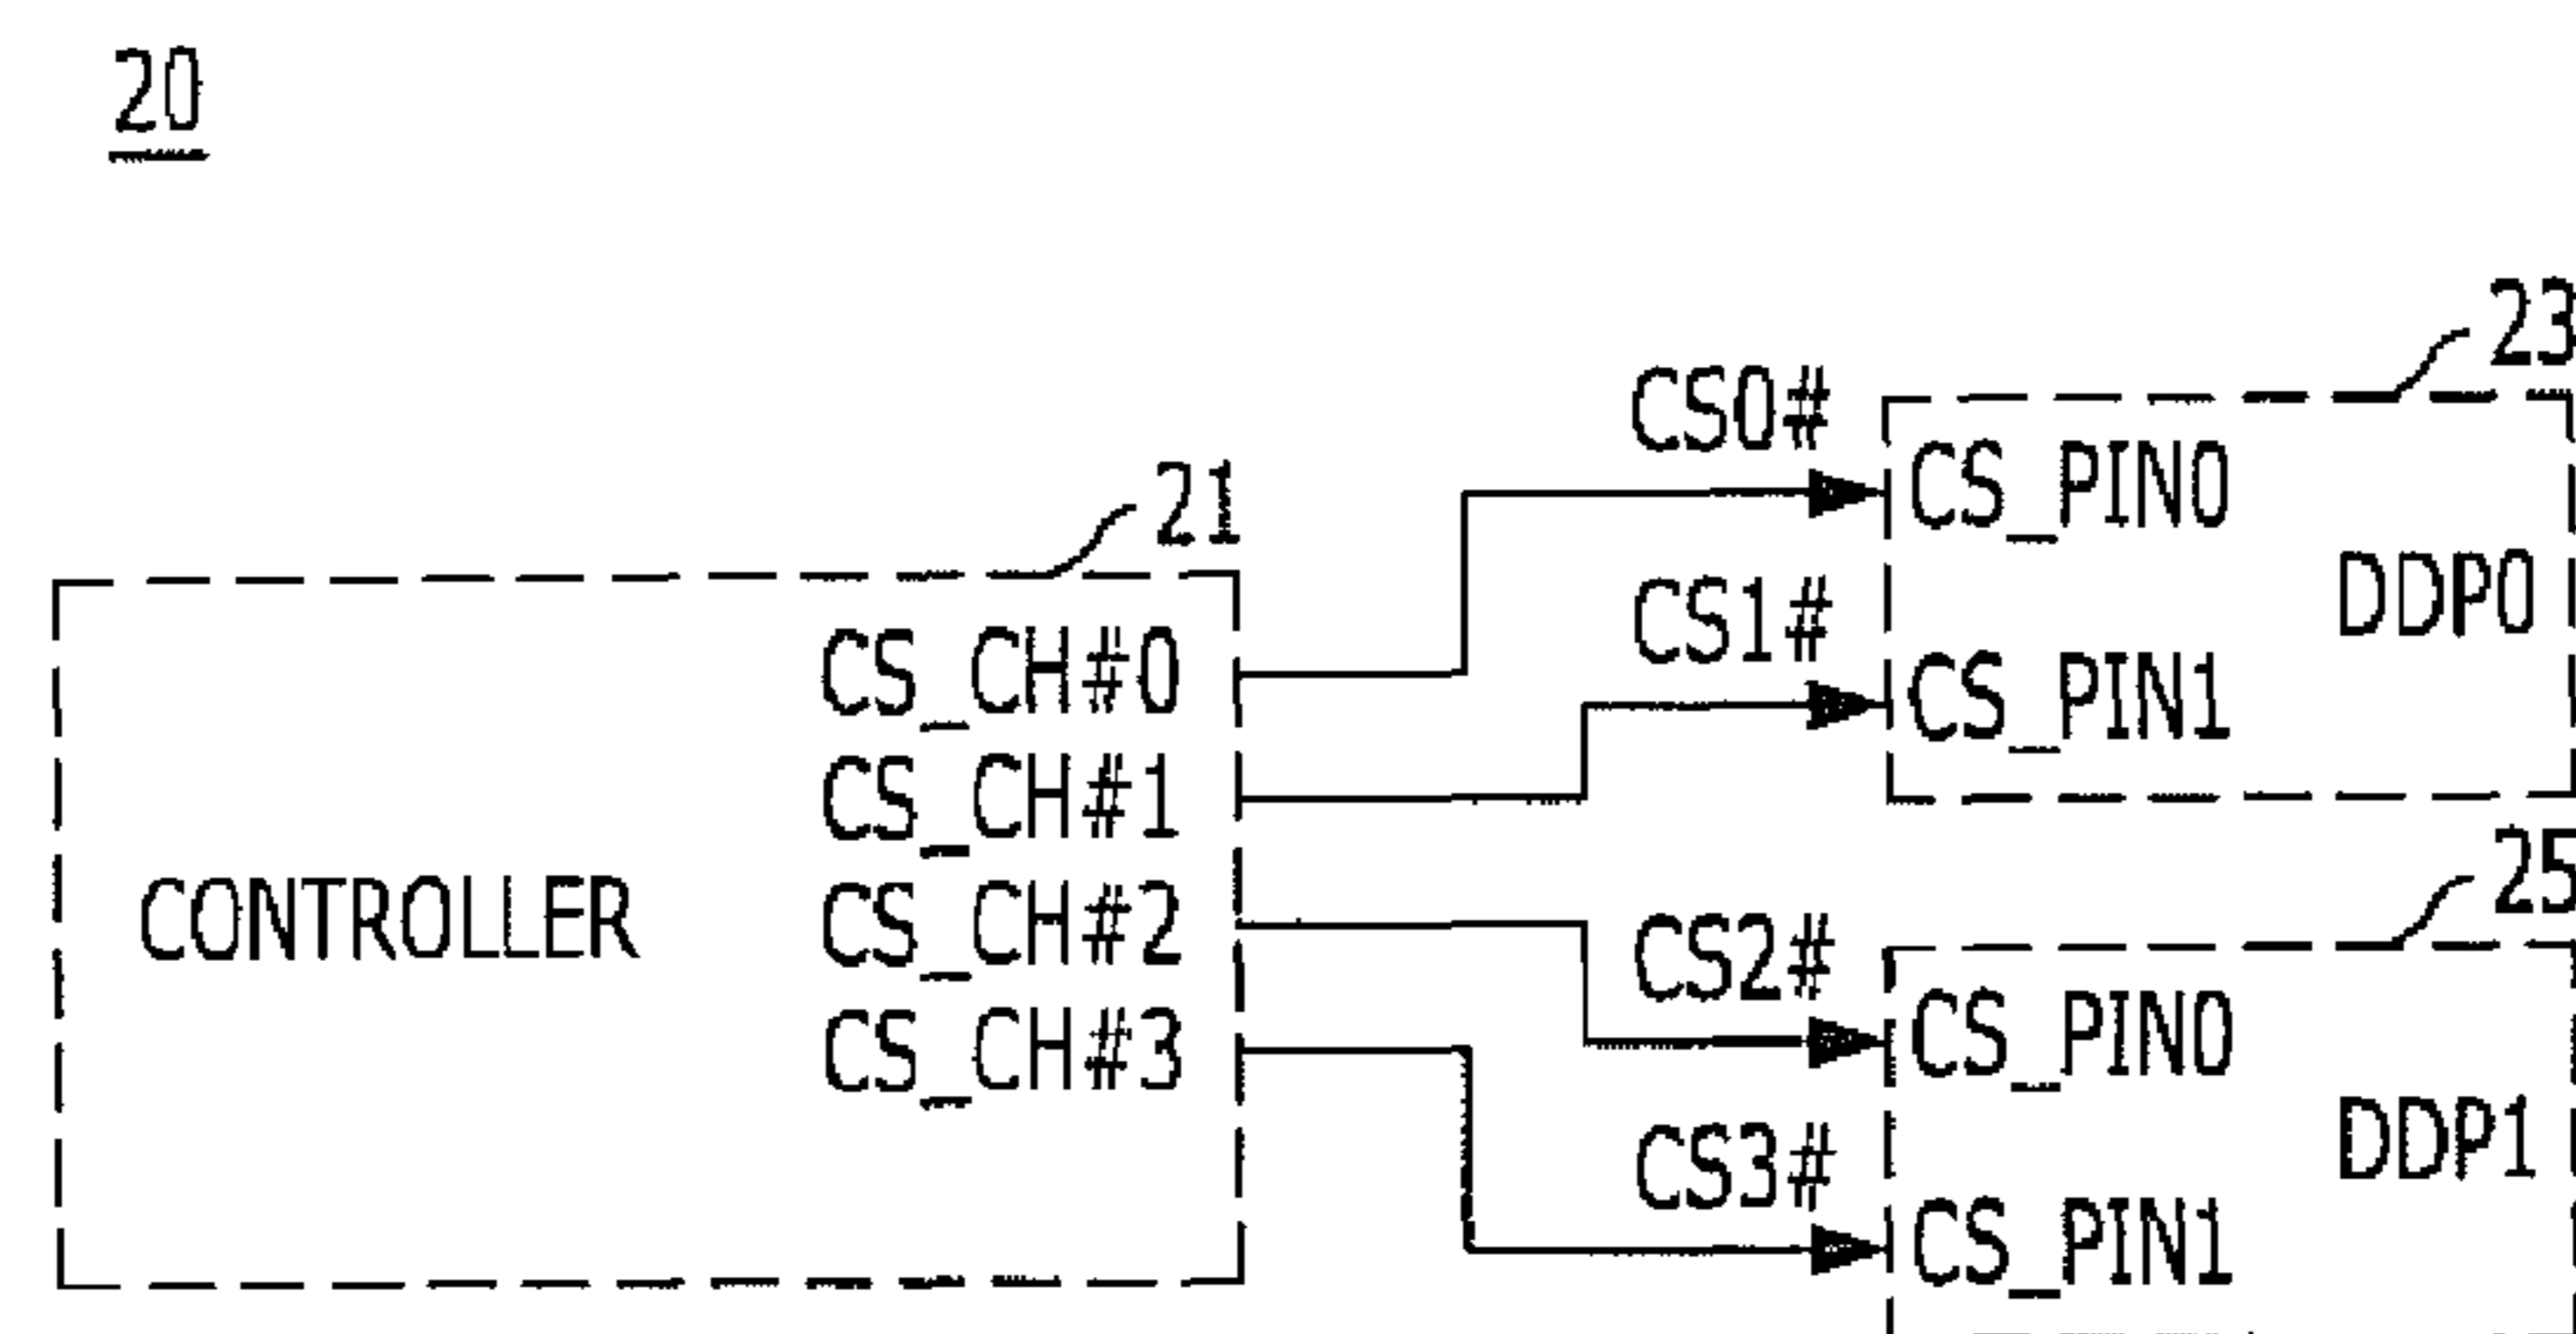 20
21
CONTROLLER
CS_CH#0
CS_CH#1
CS_CH#2
CS_CH#3
CS0#
CS1#
CS2#
CS3#
23
CS_PIN0
DDP0
CS_PIN1
25
CS_PIN0
DDP1
CS_PIN1